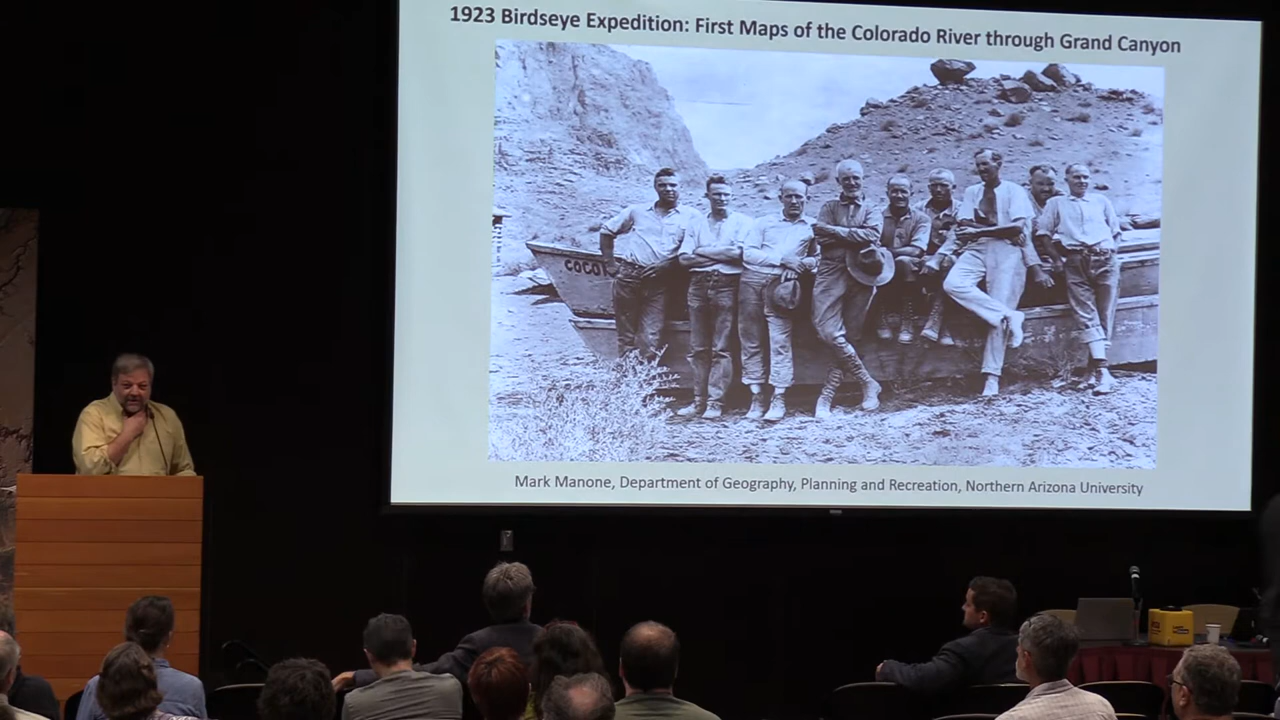 1923 Birdseye Expedition: First Maps of the Colorado River through Grand Canyon
COCO
Mark Manone, Department of Geography, Planning and Recreation, Northern Arizona University